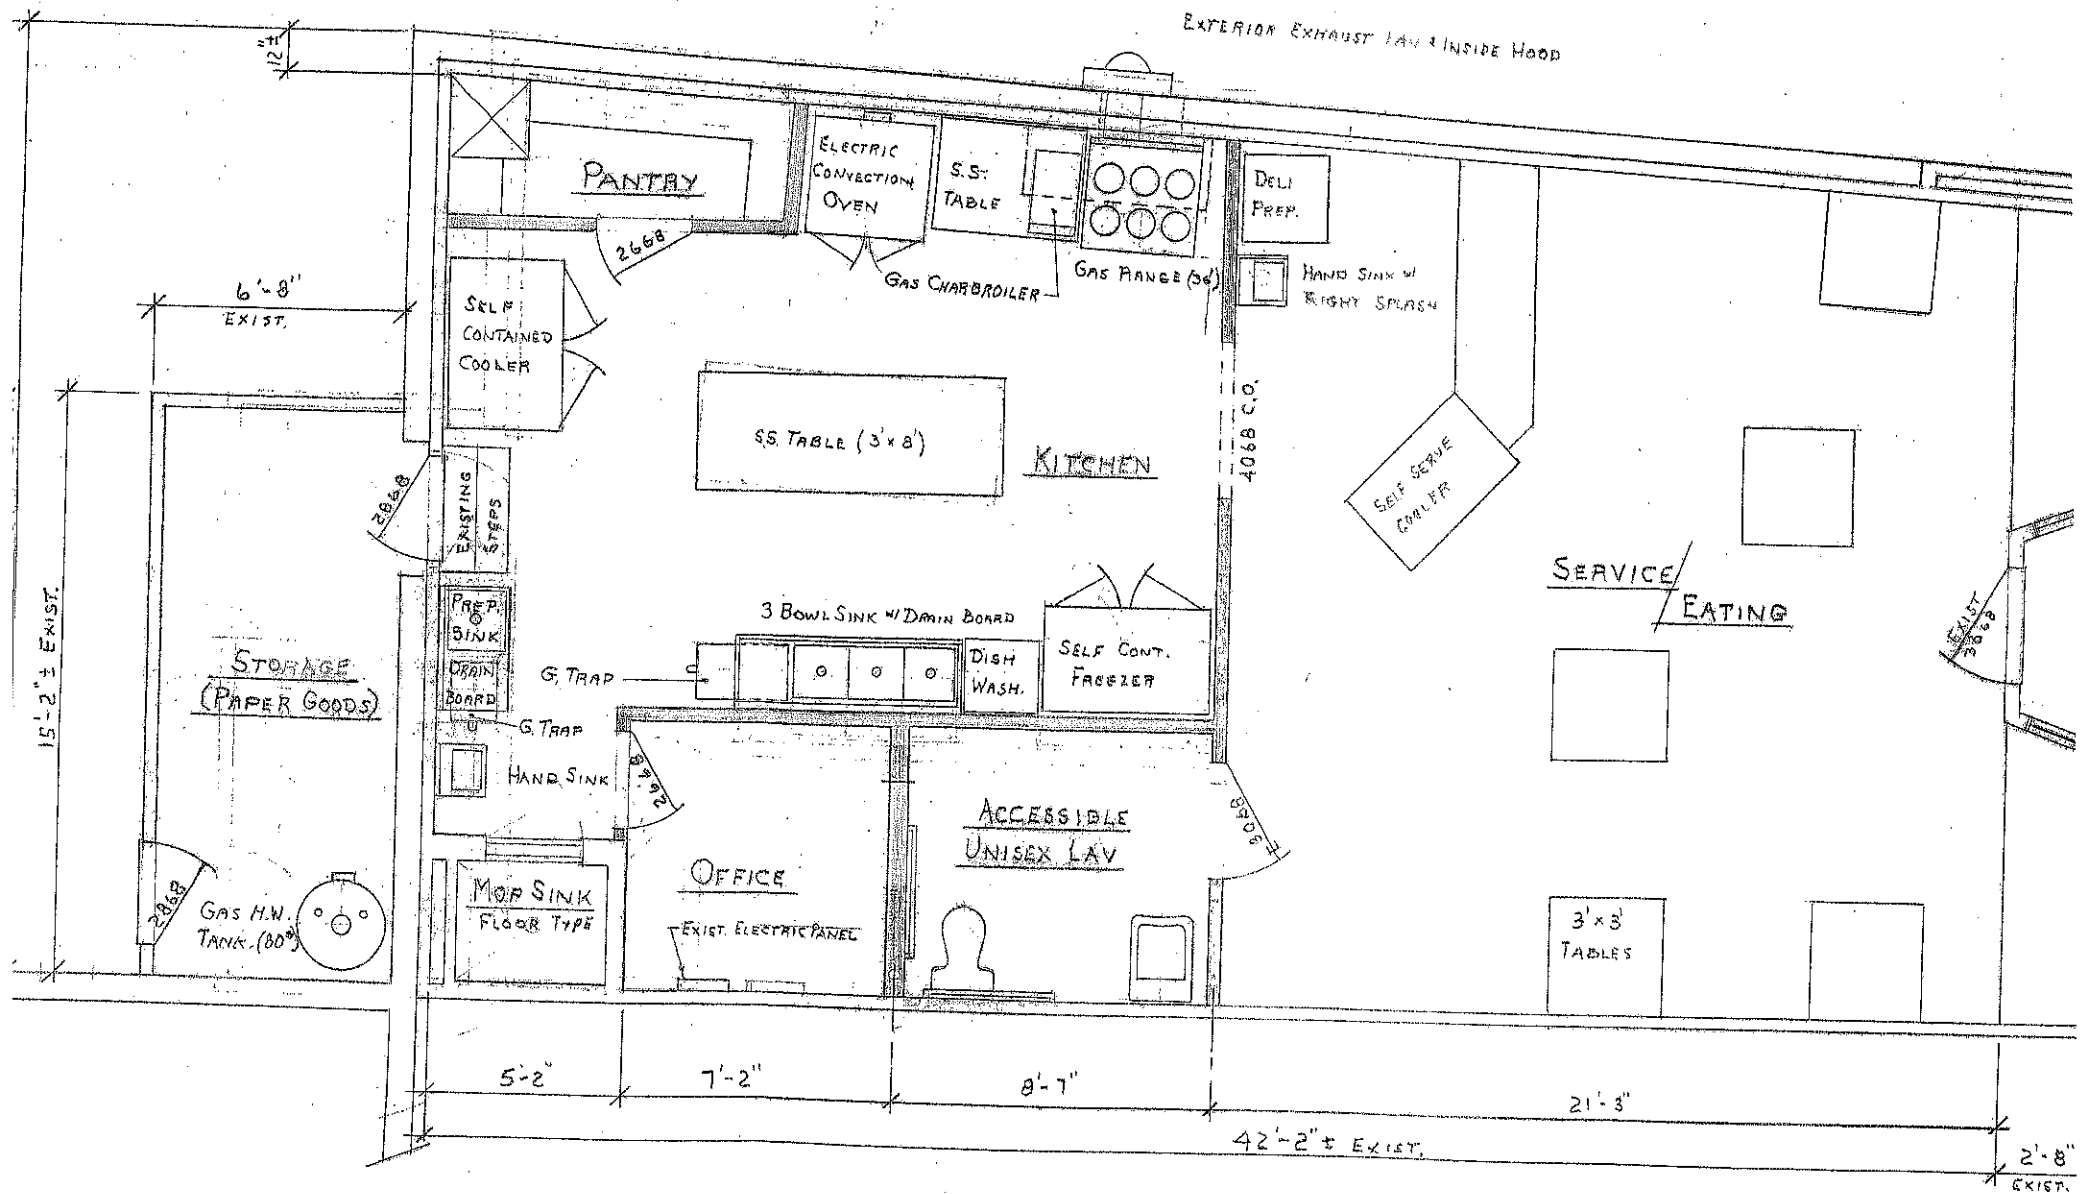 EXTERIOR EXHAUST FAN & INSIDE HOOD
12"±
ELECTRIC
CONVECTION
OVEN
S.S.
TABLE
DELI
PREP.
PANTRY
2668
GAS CHARBROILER
GAS RANGE (36")
HAND SINK W/
RIGHT SPLASH
6'-8"
EXIST.
SELF
CONTAINED
COOLER
S.S. TABLE (3'x8')
KITCHEN
4068 C.O.
SELF SERVE
COOLER
2868
EXISTING
STEPS
SERVICE/
EATING
EXIST
3068
15'-2"± EXIST.
PREP.
SINK
DRAIN
BOARD
3 BOWL SINK W/ DRAIN BOARD
DISH
WASH.
SELF CONT.
FREEZER
STORAGE
(PAPER GOODS)
G. TRAP
G. TRAP
HAND SINK
2668
ACCESSIBLE
UNISEX LAV
3068
OFFICE
MOP SINK
FLOOR TYPE
EXIST. ELECTRIC PANEL
2868
GAS H.W.
TANK.
3'x3'
TABLES
5'-2"
7'-2"
8'-7"
21'-3"
42'-2"± EXIST.
2'-8"
EXIST.